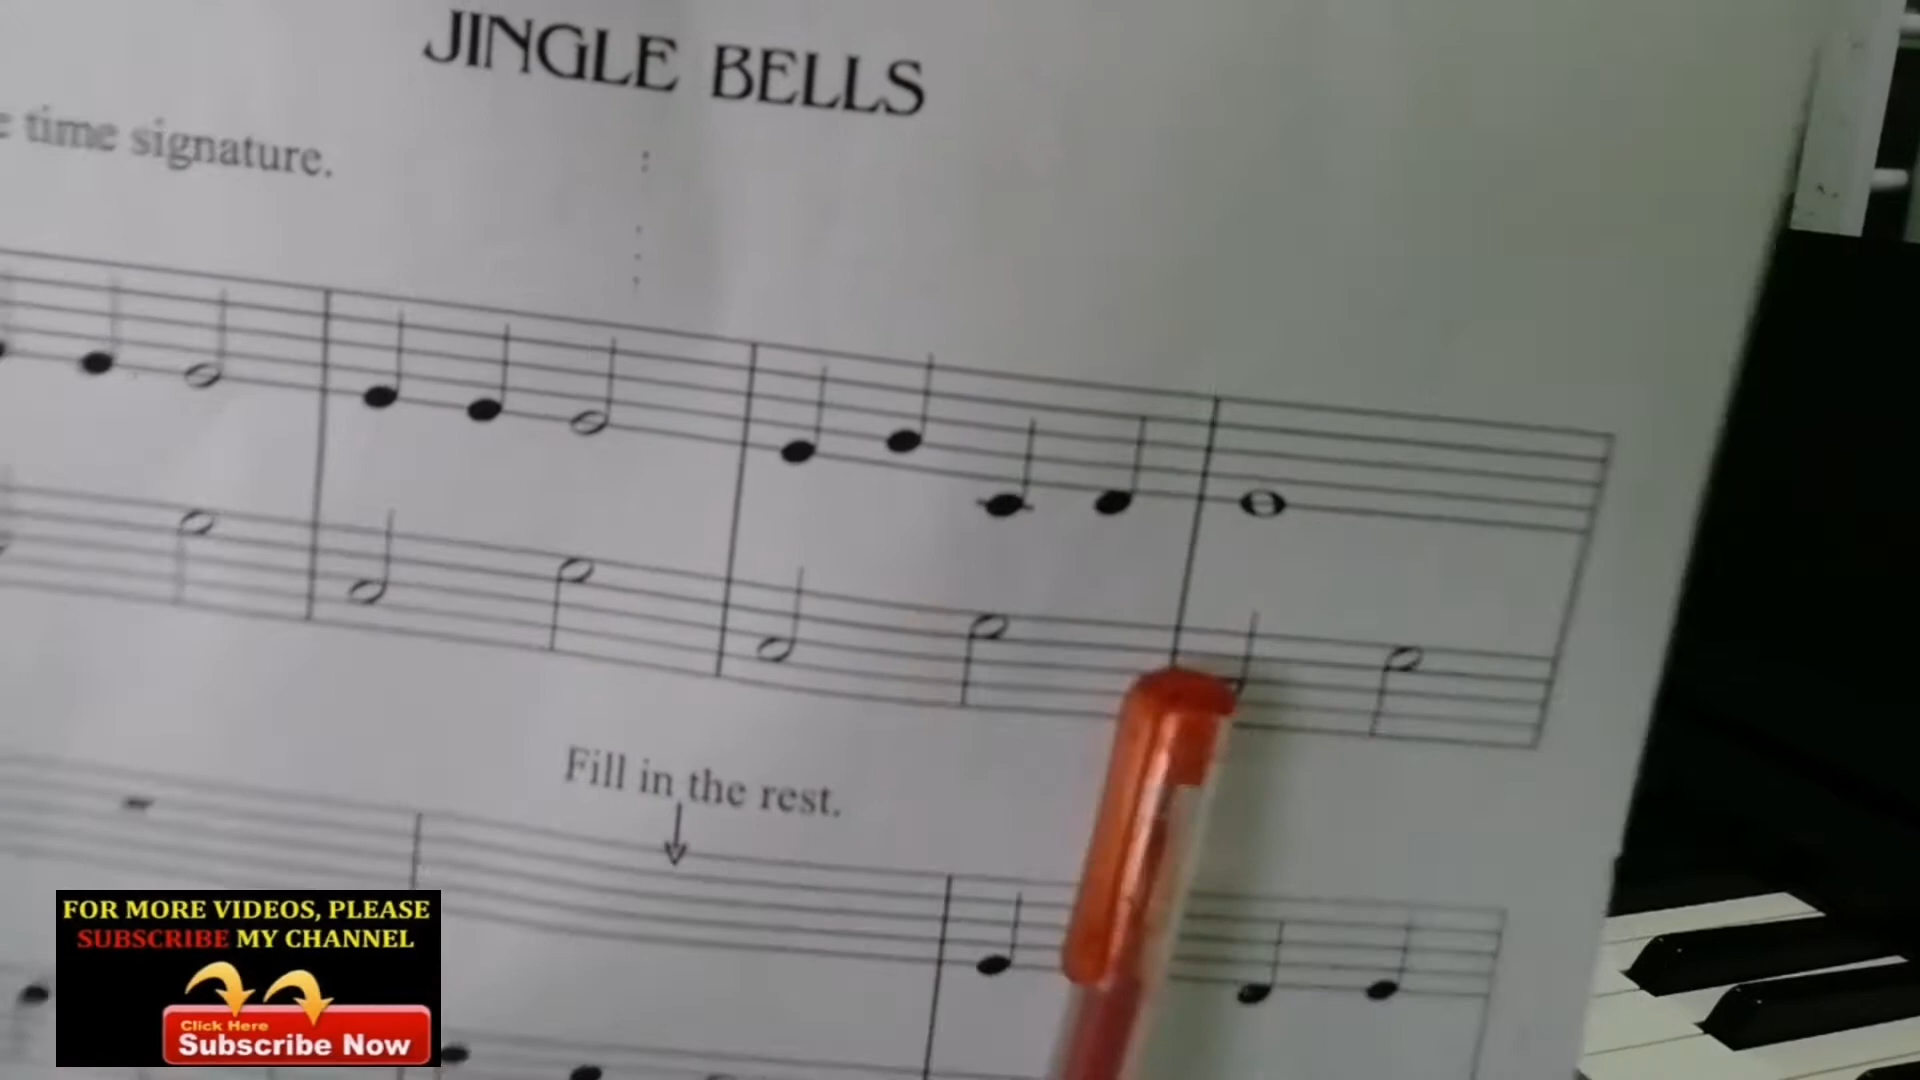 JINGLE BELLS
time signature.
Fill in the rest.
FOR MORE VIDEOS, PLEASE
SUBSCRIBE MY CHANNEL
Click Here
Subscribe Now